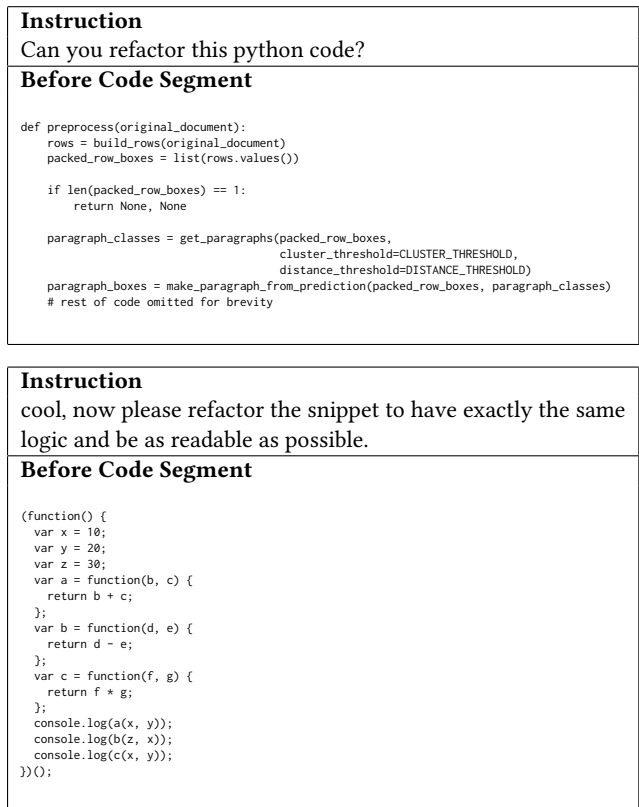 Instruction
Can you refactor this python code?
Before Code Segment
def preprocess(original_document):
    rows = build_rows(original_document)
    packed_row_boxes = list(rows.values())

    if len(packed_row_boxes) == 1:
        return None, None

    paragraph_classes = get_paragraphs(packed_row_boxes,
                                       cluster_threshold=CLUSTER_THRESHOLD,
                                       distance_threshold=DISTANCE_THRESHOLD)
    paragraph_boxes = make_paragraph_from_prediction(packed_row_boxes, paragraph_classes)
    # rest of code omitted for brevity
Instruction
cool, now please refactor the snippet to have exactly the same
logic and be as readable as possible.
Before Code Segment
(function() {
  var x = 10;
  var y = 20;
  var z = 30;
  var a = function(b, c) {
    return b + c;
  };
  var b = function(d, e) {
    return d - e;
  };
  var c = function(f, g) {
    return f * g;
  };
  console.log(a(x, y));
  console.log(b(z, x));
  console.log(c(x, y));
})();